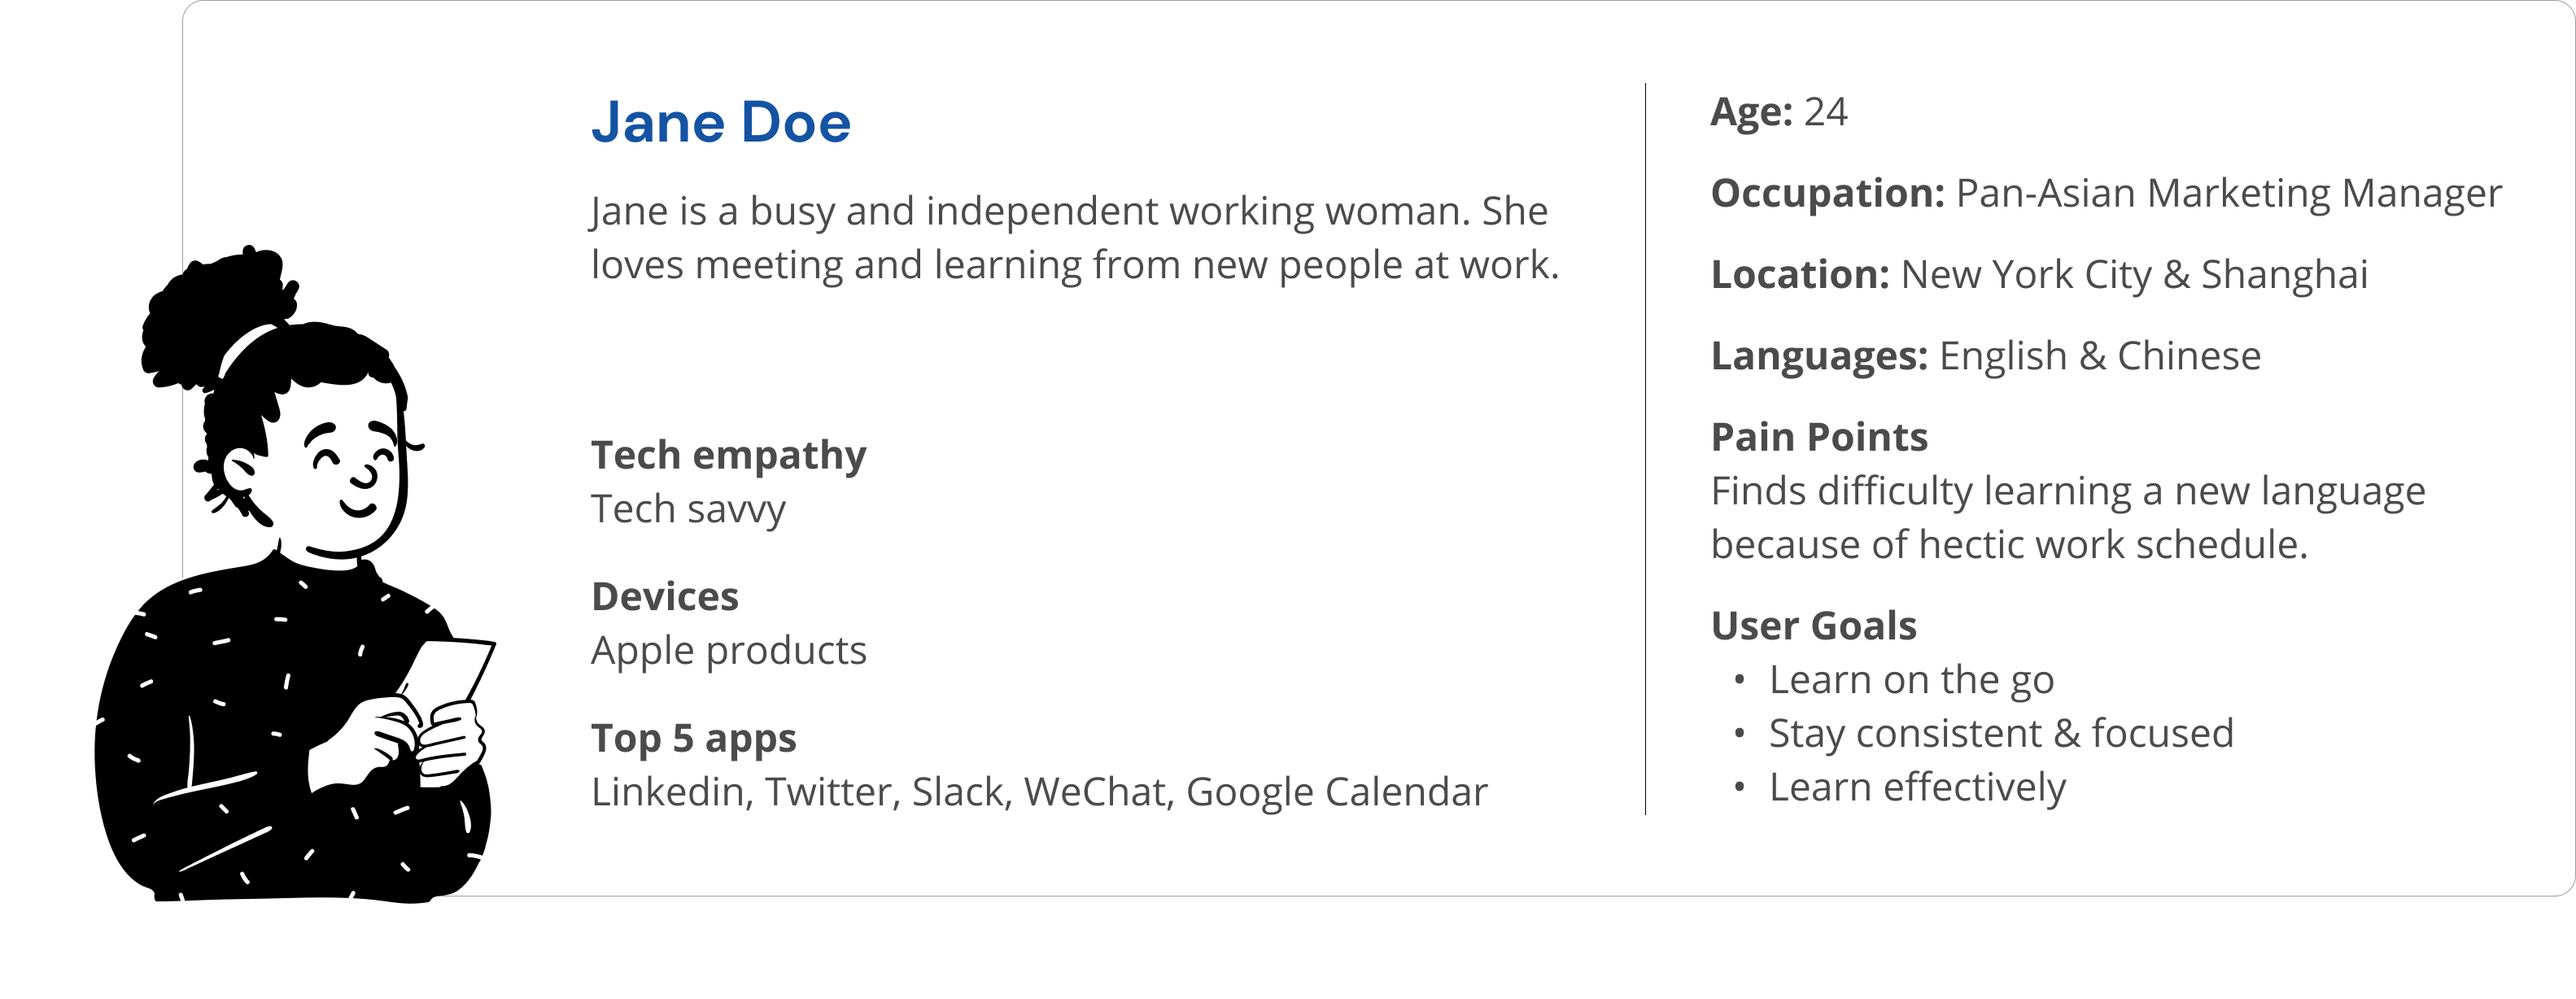 Jane Doe
Jane is a busy and independent working woman. She
loves meeting and learning from new people at work.
Tech empathy
Tech savvy
Devices
Apple products
Top 5 apps
Linkedin, Twitter, Slack, WeChat, Google Calendar
Age: 24
Occupation: Pan-Asian Marketing Manager
Location: New York City & Shanghai
Languages: English & Chinese
Pain Points
Finds difficulty learning a new language
because of hectic work schedule.
User Goals
• Learn on the go
• Stay consistent & focused
• Learn effectively